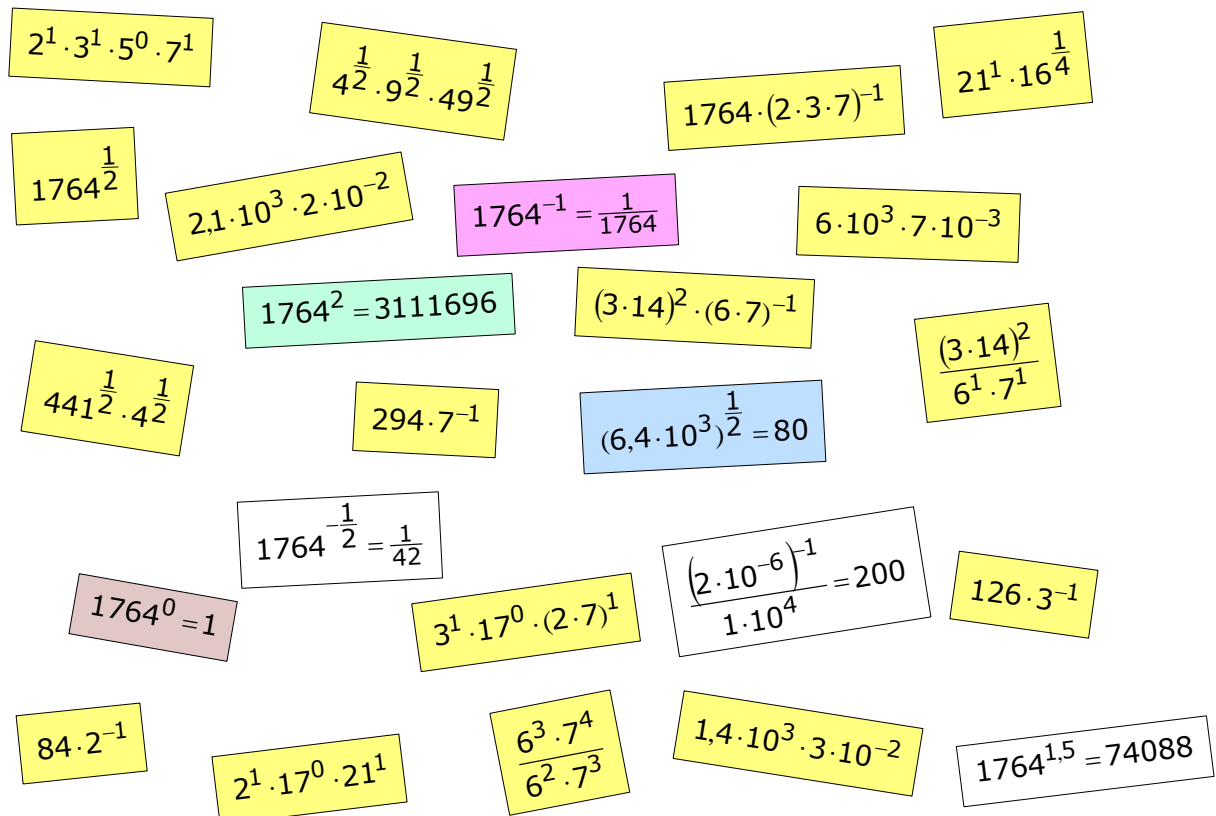 2¹·3¹·5⁰·7¹
4^(1/2)·9^(1/2)·49^(1/2)
1764·(2·3·7)⁻¹
21¹·16^(1/4)
1764^(1/2)
2,1·10³·2·10⁻²
1764⁻¹ = 1/1764
6·10³·7·10⁻³
1764² = 3111696
(3·14)²·(6·7)⁻¹
(3·14)²/(6¹·7¹)
441^(1/2)·4^(1/2)
294·7⁻¹
(6,4·10³)^(1/2) = 80
1764^(−1/2) = 1/42
(2·10⁻⁶)⁻¹/(1·10⁴) = 200
126·3⁻¹
1764⁰ = 1
3¹·17⁰·(2·7)¹
84·2⁻¹
2¹·17⁰·21¹
(6³·7⁴)/(6²·7³)
1,4·10³·3·10⁻²
1764^(1,5) = 74088